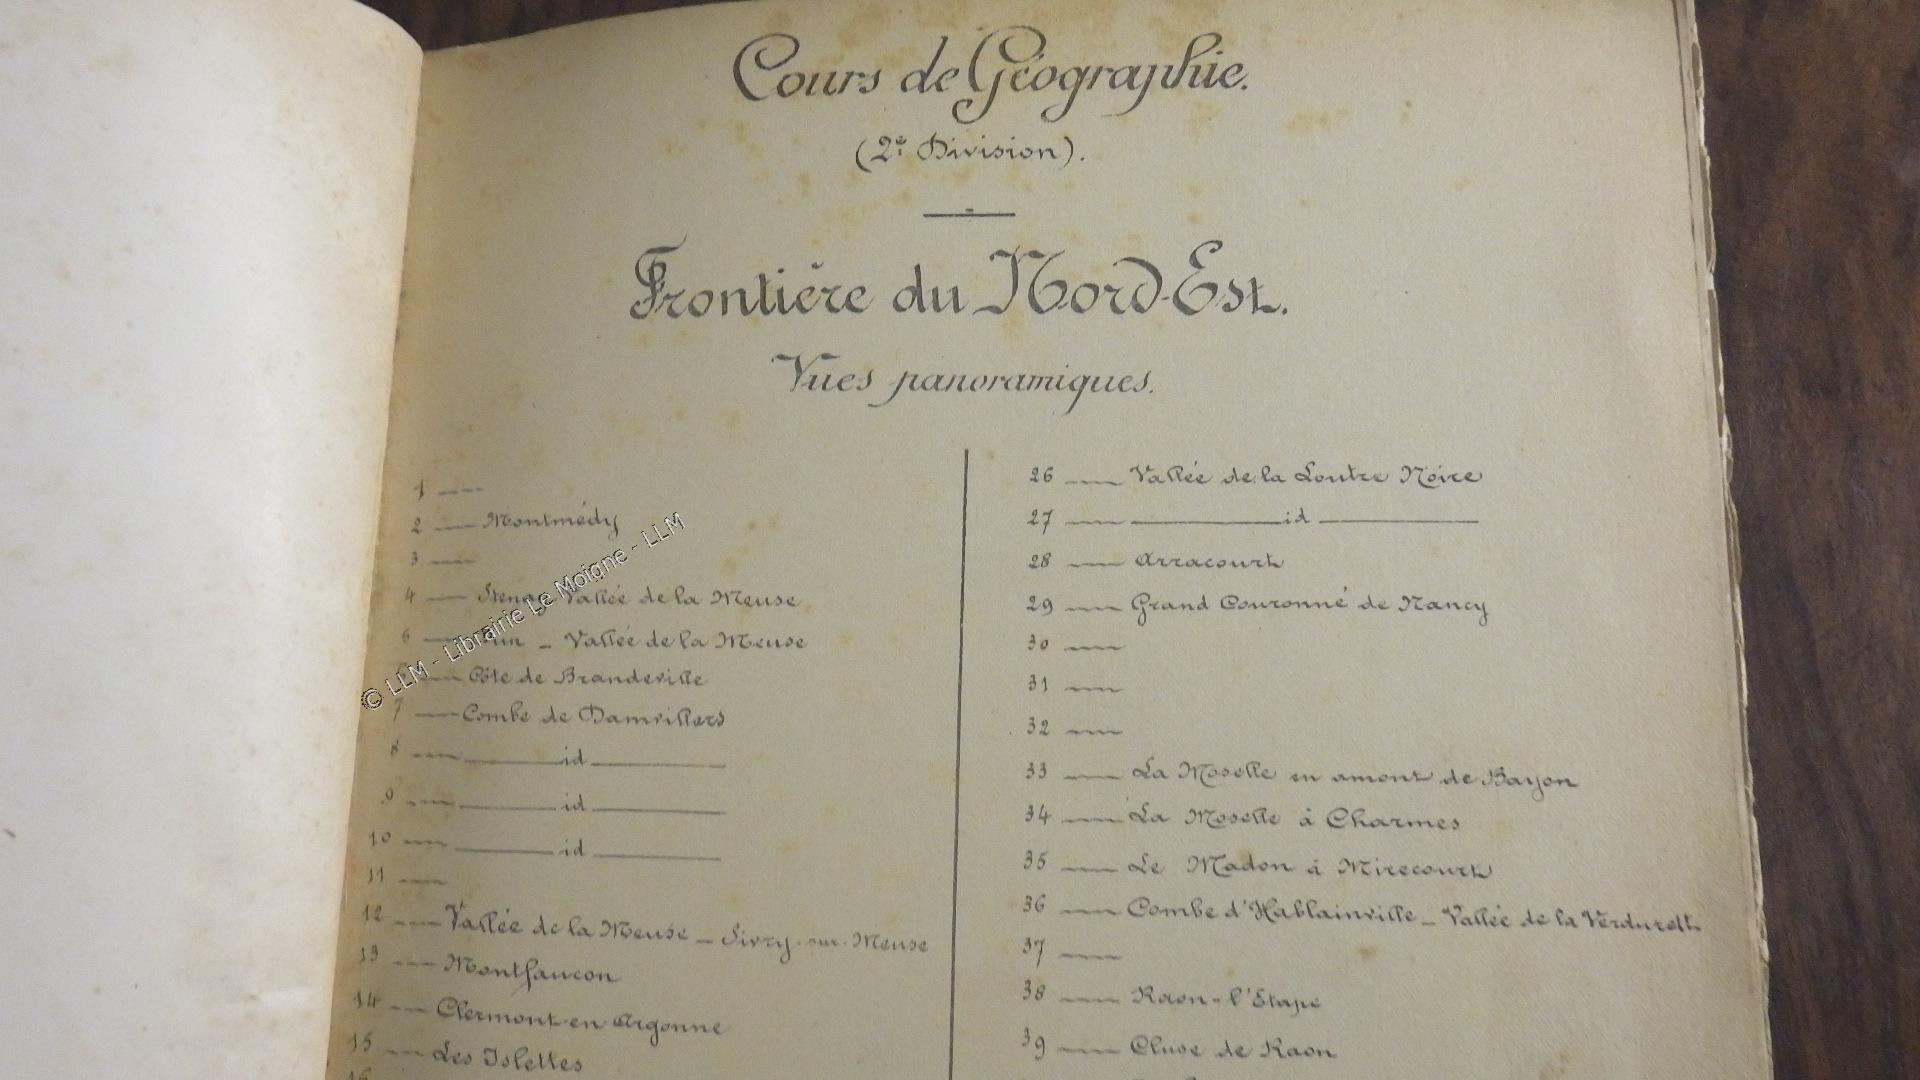 Cours de Géographie.
(2e Division).
Frontière du Nord-Est.
Vues panoramiques.
1
2 Montmédy
3
4 Stenay Vallée de la Meuse
6 un - Vallée de la Meuse
Côte de Brandeville
7 Combe de Damvillers
8 id
9 id
10 id
11
12 Vallée de la Meuse - Sivry-sur-Meuse
13 Montfaucon
14 Clermont-en Argonne
15 Les Islettes
16
26 Vallée de la Loutre Noire
27 id
28 Arracourt
29 Grand Couronné de Nancy
30
31
32
33 La Moselle en amont de Bayon
34 La Moselle à Charmes
35 Le Madon à Mirecourt
36 Combe d'Hablainville - Vallée de la Verdurette
37
38 Raon-l'Etape
39 Cluse de Raon
© LLM - Librairie Le Moigne - LLM